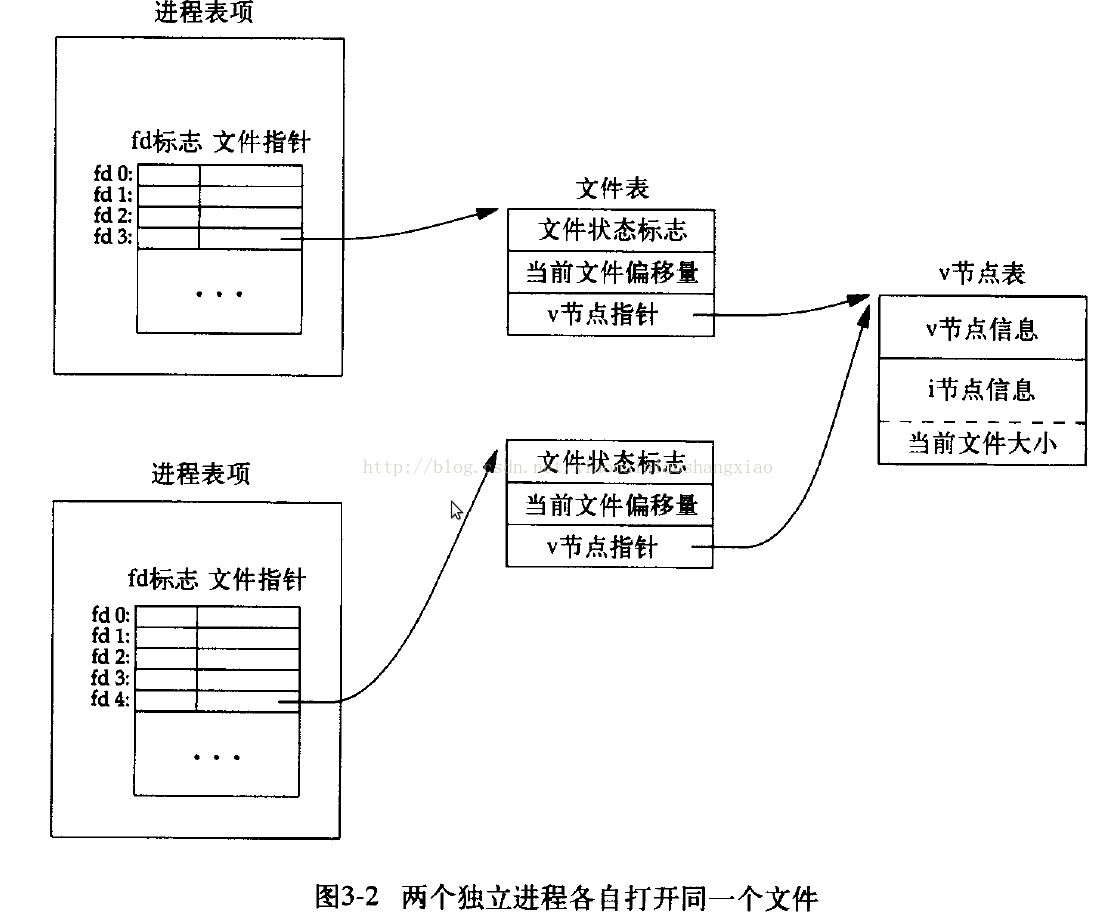 进程表项
fd标志 文件指针
fd 0:
fd 1:
fd 2:
fd 3:
文件表
文件状态标志
当前文件偏移量
v节点指针
v节点表
v节点信息
i节点信息
当前文件大小
进程表项
fd标志 文件指针
fd 0:
fd 1:
fd 2:
fd 3:
fd 4:
文件状态标志
当前文件偏移量
v节点指针
图3-2 两个独立进程各自打开同一个文件